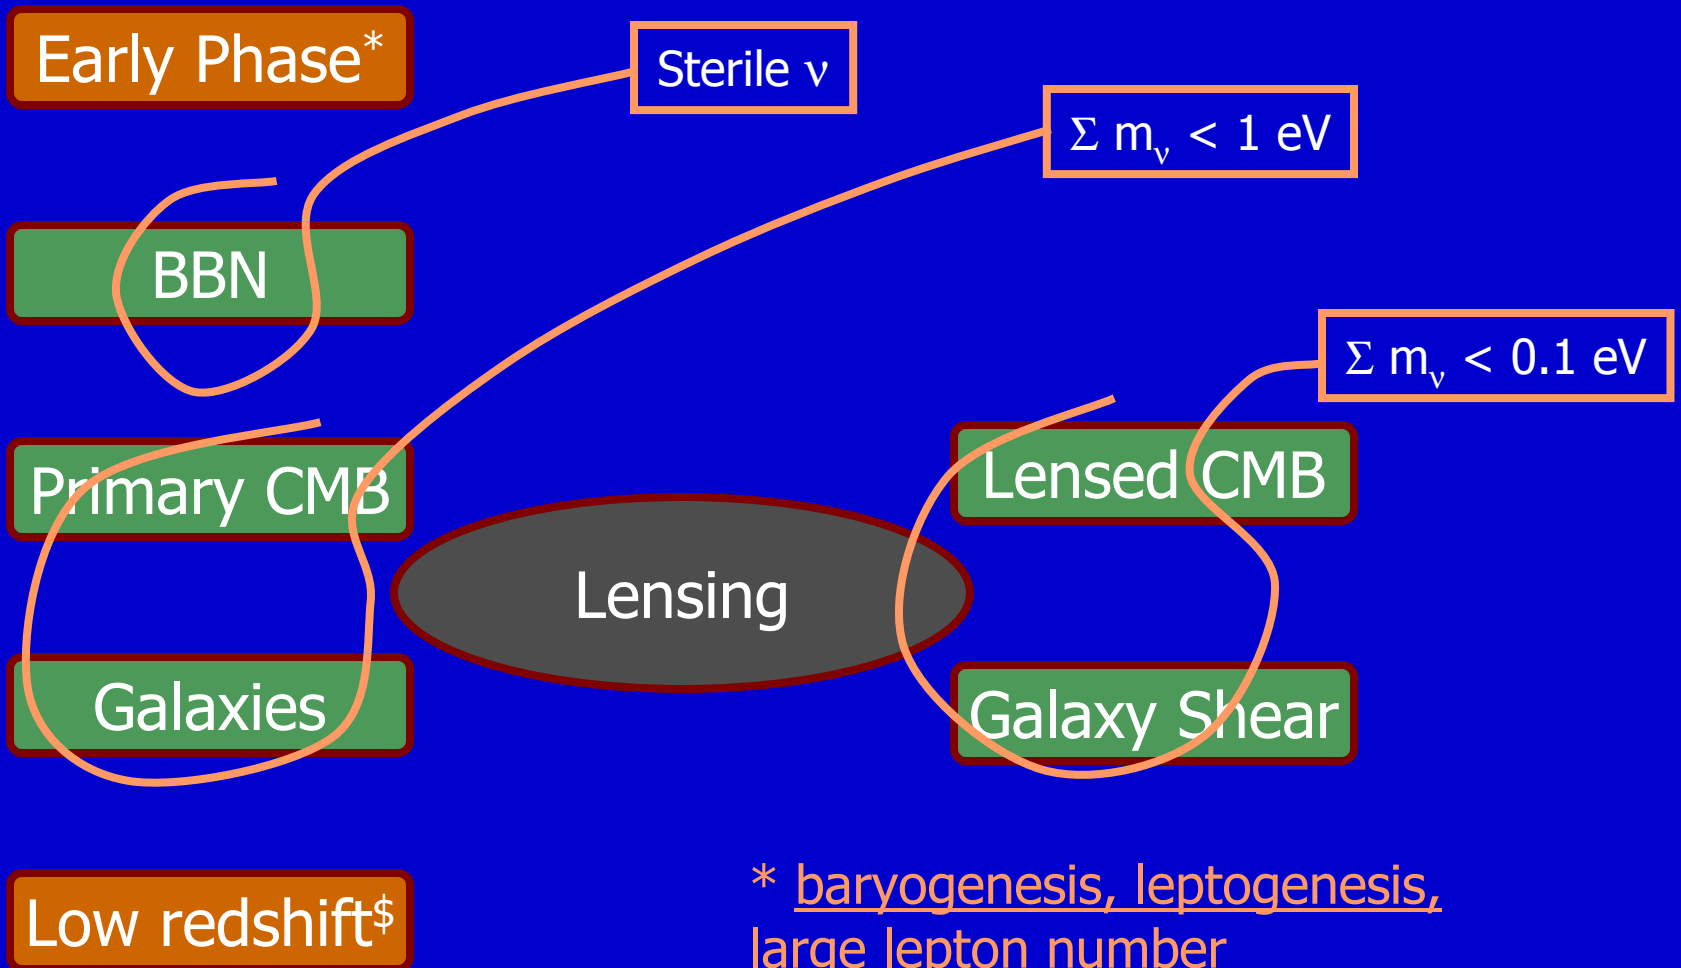 Early Phase*
Sterile ν
Σ mν < 1 eV
BBN
Σ mν < 0.1 eV
Primary CMB
Lensed CMB
Lensing
Galaxies
Galaxy Shear
* baryogenesis, leptogenesis,
Low redshift$
large lepton number